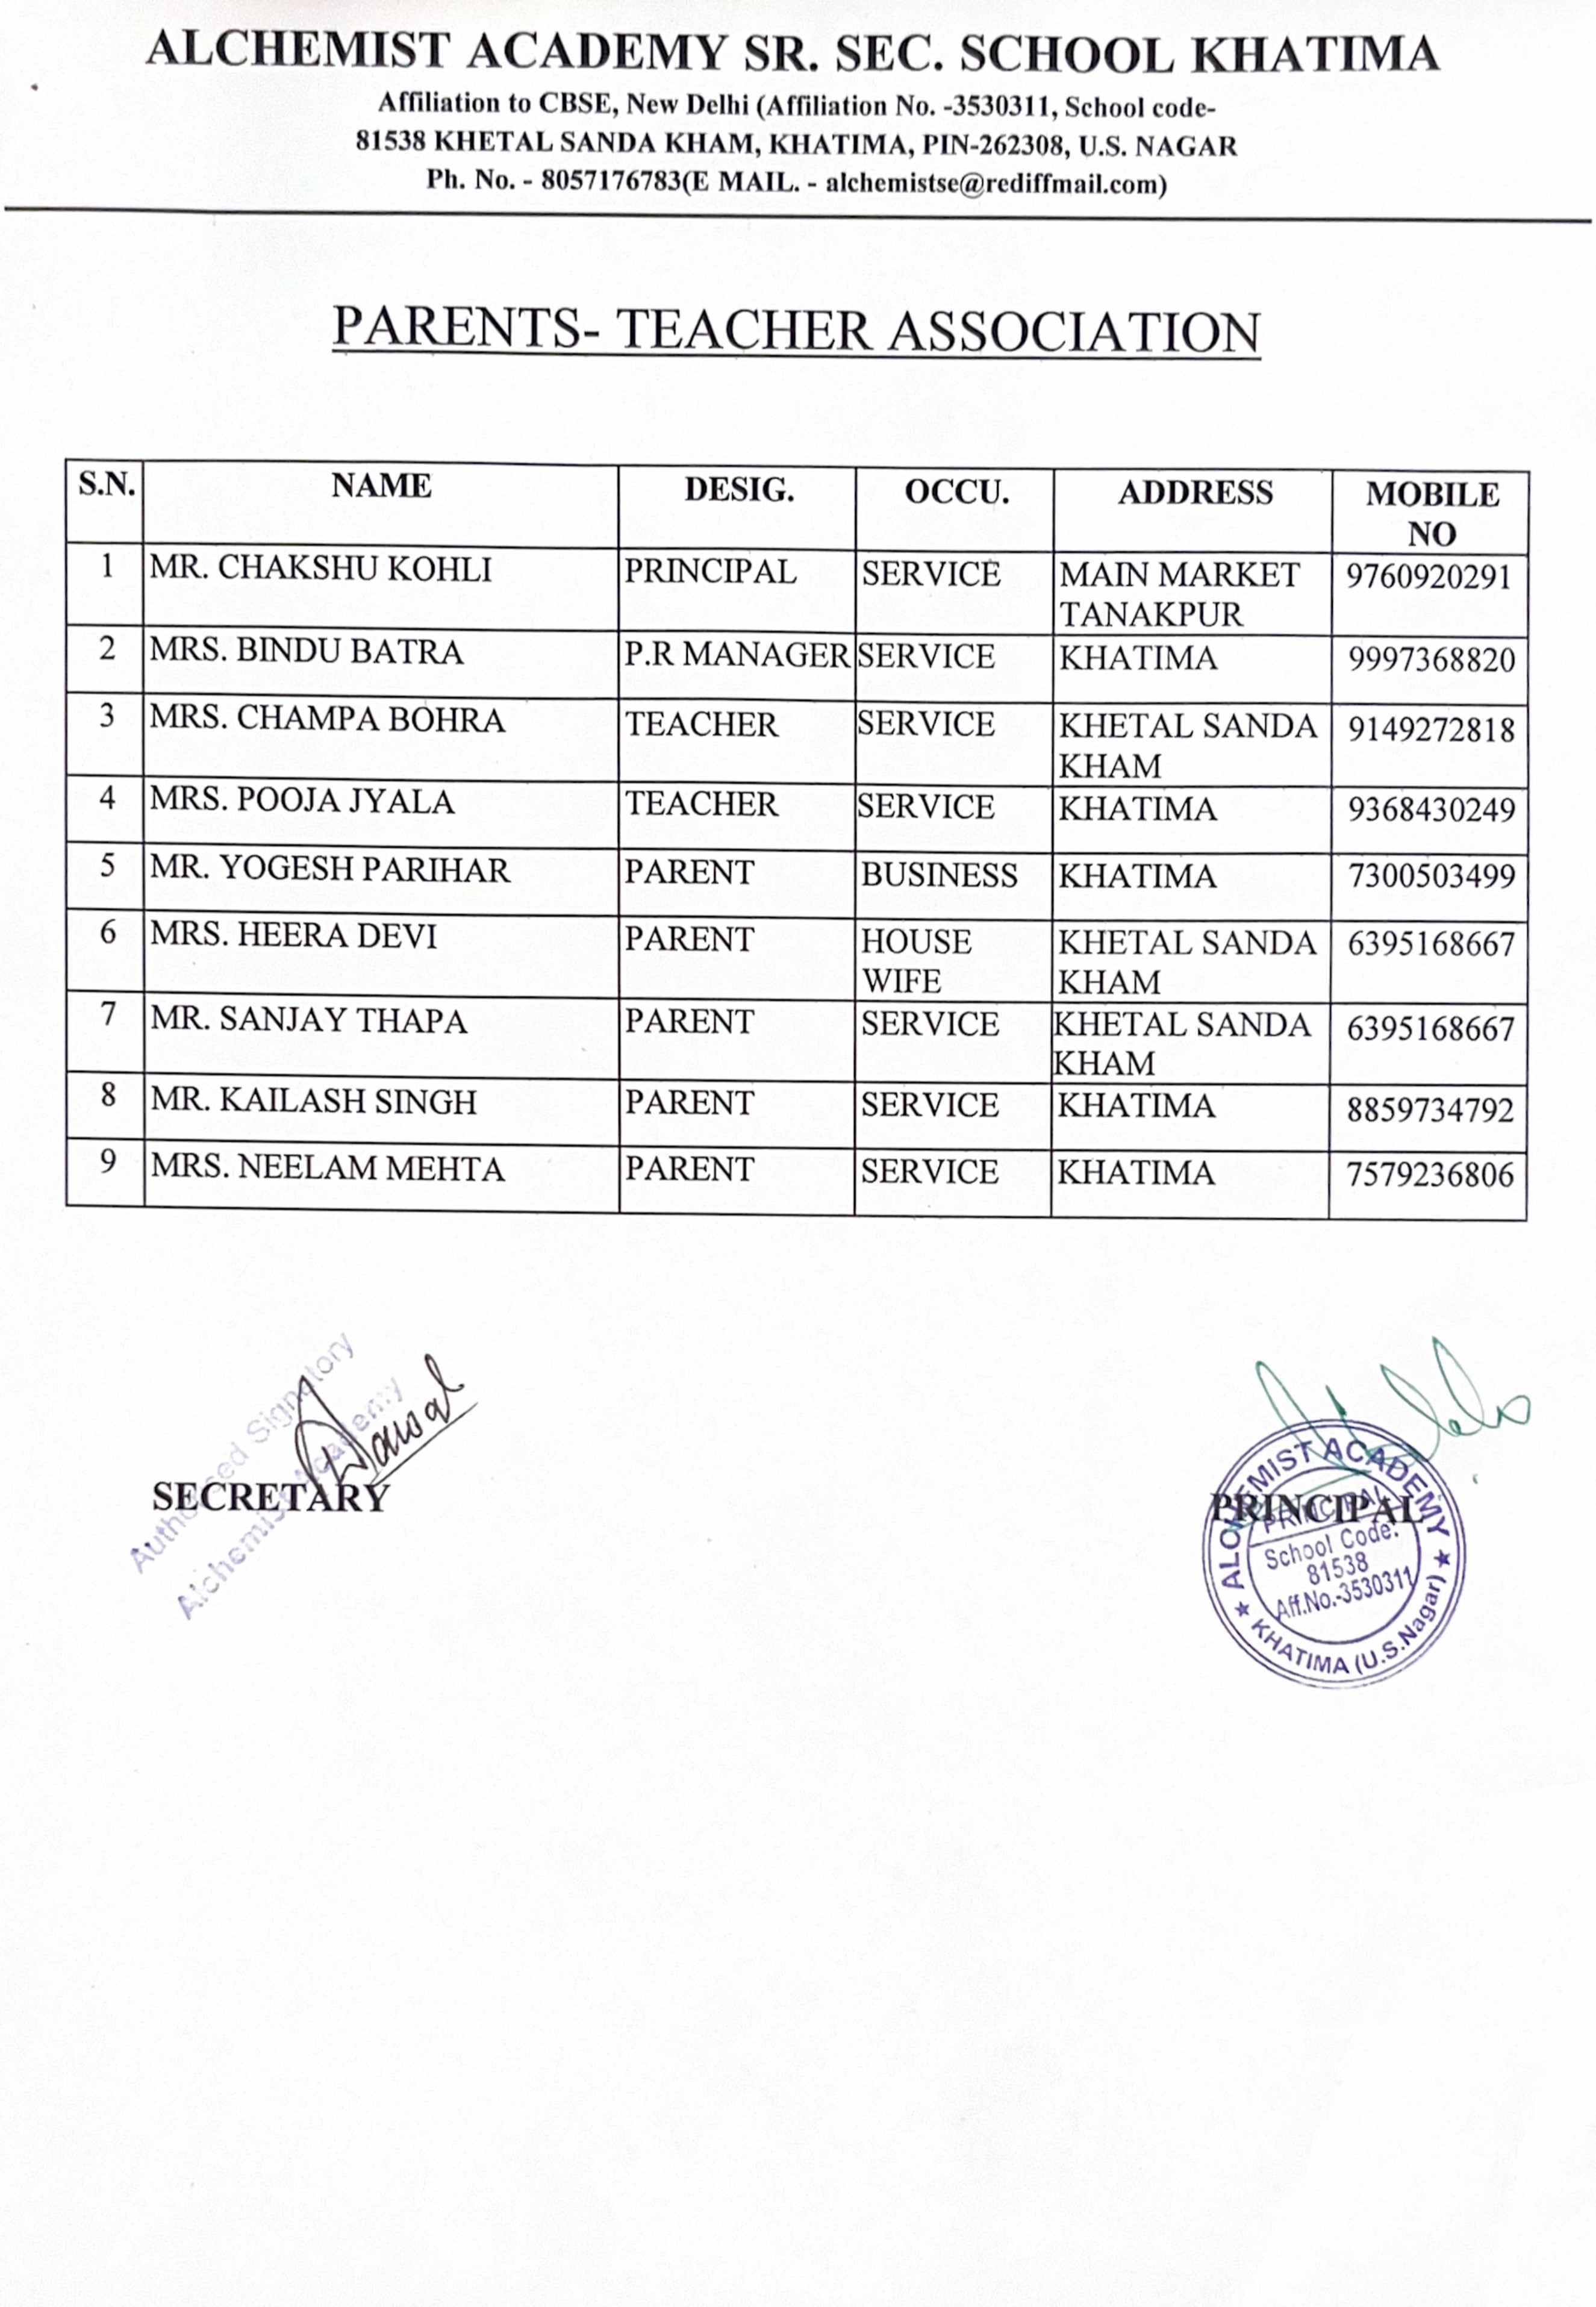 ALCHEMIST ACADEMY SR. SEC. SCHOOL KHATIMA
Affiliation to CBSE, New Delhi (Affiliation No. -3530311, School code-
81538 KHETAL SANDA KHAM, KHATIMA, PIN-262308, U.S. NAGAR
Ph. No. - 8057176783(E MAIL. - alchemistse@rediffmail.com)
PARENTS- TEACHER ASSOCIATION
S.N. NAME DESIG. OCCU. ADDRESS MOBILE
NO
1 MR. CHAKSHU KOHLI PRINCIPAL SERVICE MAIN MARKET 9760920291
TANAKPUR
2 MRS. BINDU BATRA P.R MANAGER SERVICE KHATIMA 9997368820
3 MRS. CHAMPA BOHRA TEACHER SERVICE KHETAL SANDA 9149272818
KHAM
4 MRS. POOJA JYALA TEACHER SERVICE KHATIMA 9368430249
5 MR. YOGESH PARIHAR PARENT BUSINESS KHATIMA 7300503499
6 MRS. HEERA DEVI PARENT HOUSE KHETAL SANDA 6395168667
WIFE KHAM
7 MR. SANJAY THAPA PARENT SERVICE KHETAL SANDA 6395168667
KHAM
8 MR. KAILASH SINGH PARENT SERVICE KHATIMA 8859734792
9 MRS. NEELAM MEHTA PARENT SERVICE KHATIMA 7579236806
Authorised Signatory
Alchemist Academy
SECRETARY
PRINCIPAL
ALCHEMIST ACADEMY
PRINCIPAL
School Code.
81538
Aff.No.-3530311
★ KHATIMA (U.S.Nagar) ★